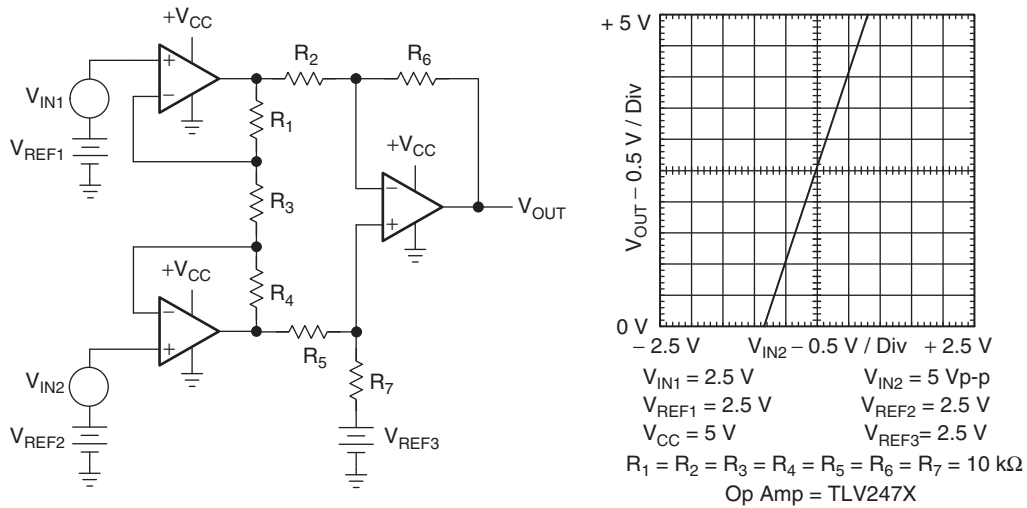 +VCC
R2
R6
+
−
VIN1
R1
VREF1
+VCC
R3
−
+
VOUT
+VCC
R4
−
+
R5
VIN2
R7
VREF2
VREF3
+ 5 V
VOUT – 0.5 V / Div
0 V
– 2.5 V VIN2 – 0.5 V / Div + 2.5 V
VIN1 = 2.5 V VIN2 = 5 Vp-p
VREF1 = 2.5 V VREF2 = 2.5 V
VCC = 5 V VREF3= 2.5 V
R1 = R2 = R3 = R4 = R5 = R6 = R7 = 10 kΩ
Op Amp = TLV247X